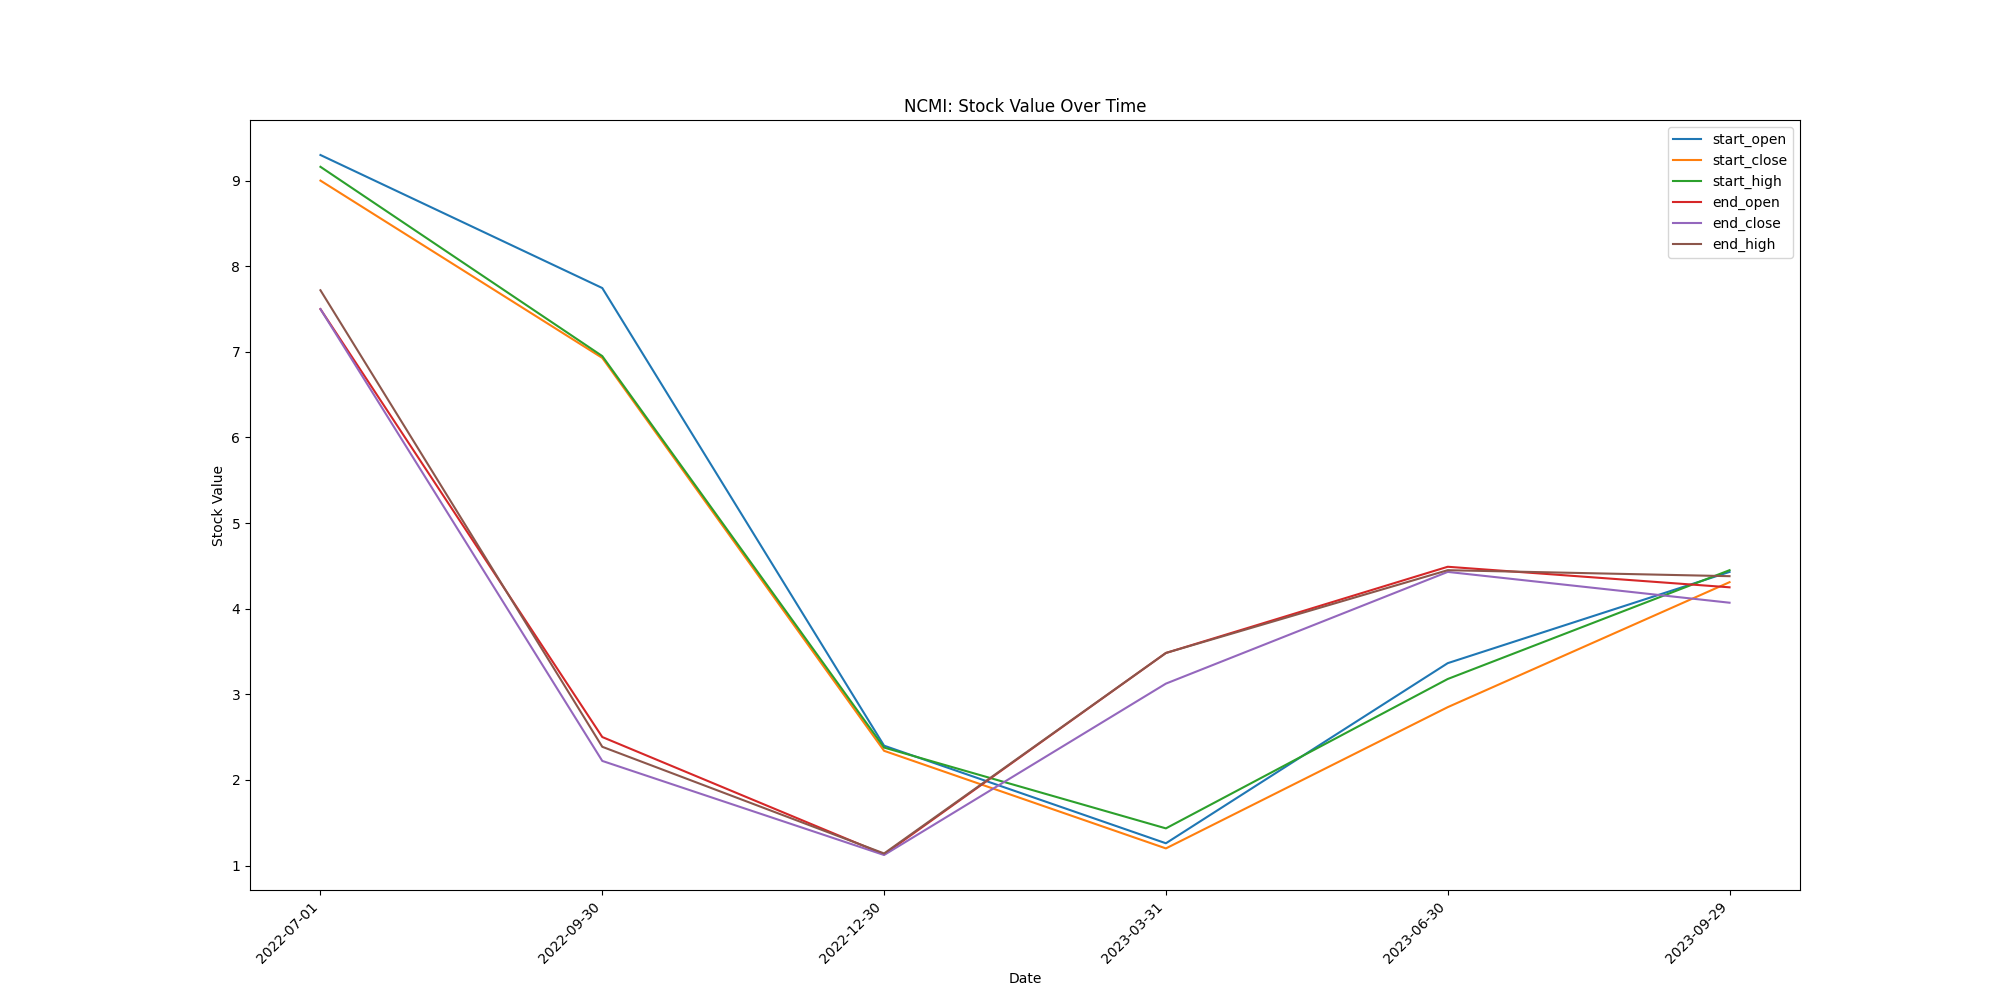 NCMI: Stock Value Over Time
start_open
start_close
start_high
end_open
end_close
end_high
Stock Value
9
8
7
6
5
4
3
2
1
2022-07-01
2022-09-30
2022-12-30
2023-03-31
2023-06-30
2023-09-29
Date